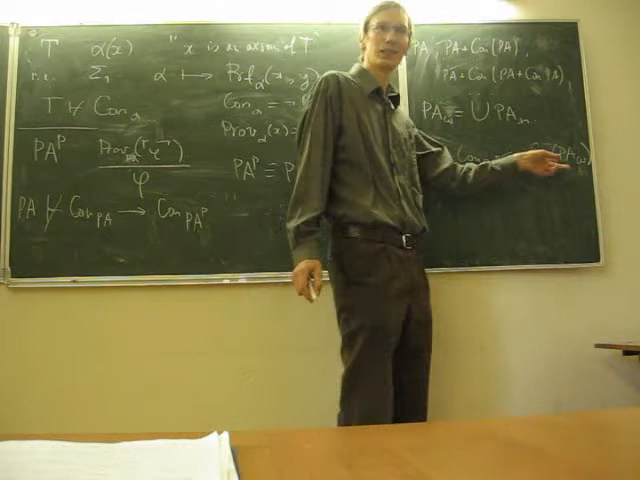 T α(x) "x is an axiom of T"
r.e. Σ₁ α ⟼ Prf_α(x, y)
T ⊬ Con_α
Con_α = ¬
Prov_α(x) =
PA^P Prov(⌜φ⌝)
φ
PA^P ≡ P
PA ⊬ Con_PA → Con_PA^P
PA, PA + Con(PA),
PA + Con(PA + Con PA),
PA_ω = ∪ PA_n.
(PA_ω)